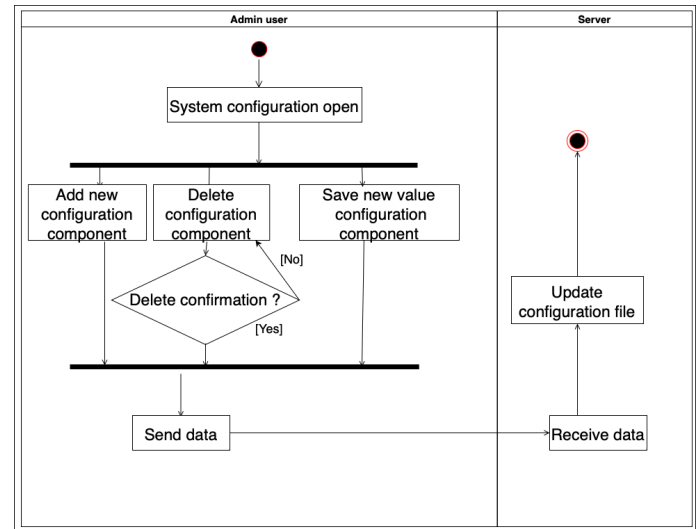 Admin user
Server
System configuration open
Add new
configuration
component
Delete
configuration
component
Save new value
configuration
component
[No]
Delete confirmation ?
[Yes]
Update
configuration file
Send data
Receive data